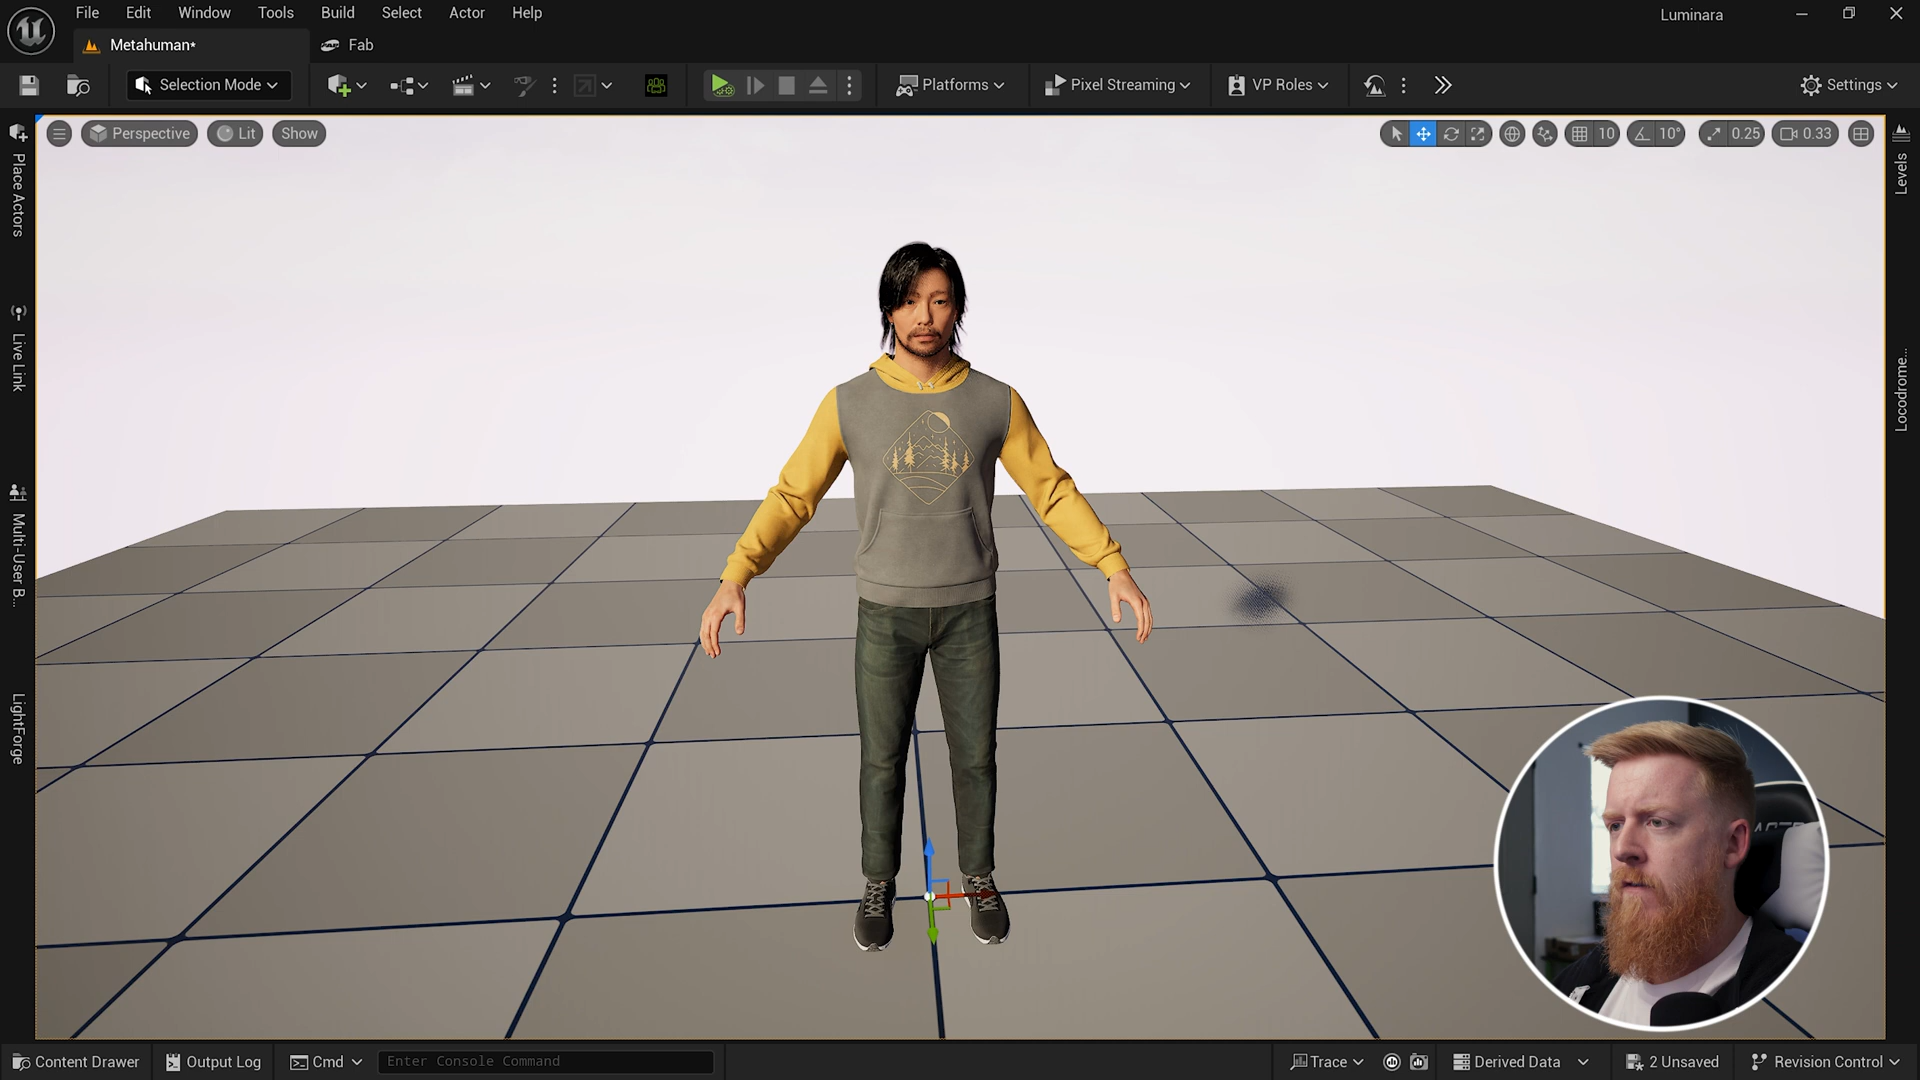 File Edit Window Tools Build Select Actor Help
Luminara
Metahuman*
Fab
Selection Mode
Platforms
Pixel Streaming
VP Roles
Settings
Perspective
Lit
Show
10
10°
0.25
0.33
Place Actors
Live Link
Multi-User B...
LightForge
Levels
Locodrome...
Content Drawer
Output Log
Cmd
Enter Console Command
Trace
Derived Data
2 Unsaved
Revision Control